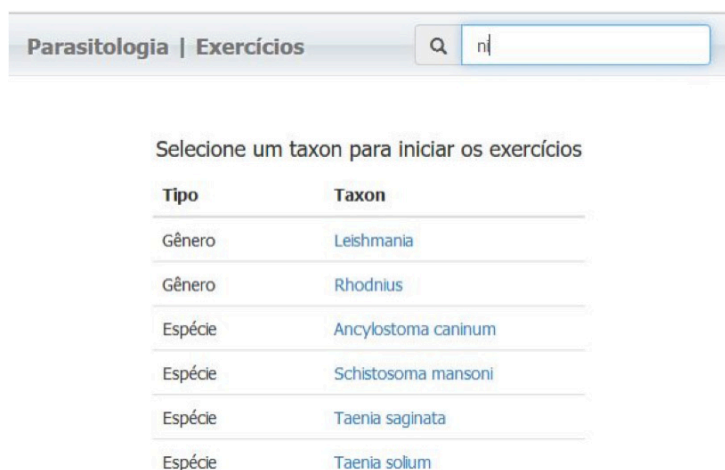 Parasitologia | Exercícios
ni
Selecione um taxon para iniciar os exercícios
Tipo Taxon
Gênero Leishmania
Gênero Rhodnius
Espécie Ancylostoma caninum
Espécie Schistosoma mansoni
Espécie Taenia saginata
Espécie Taenia solium